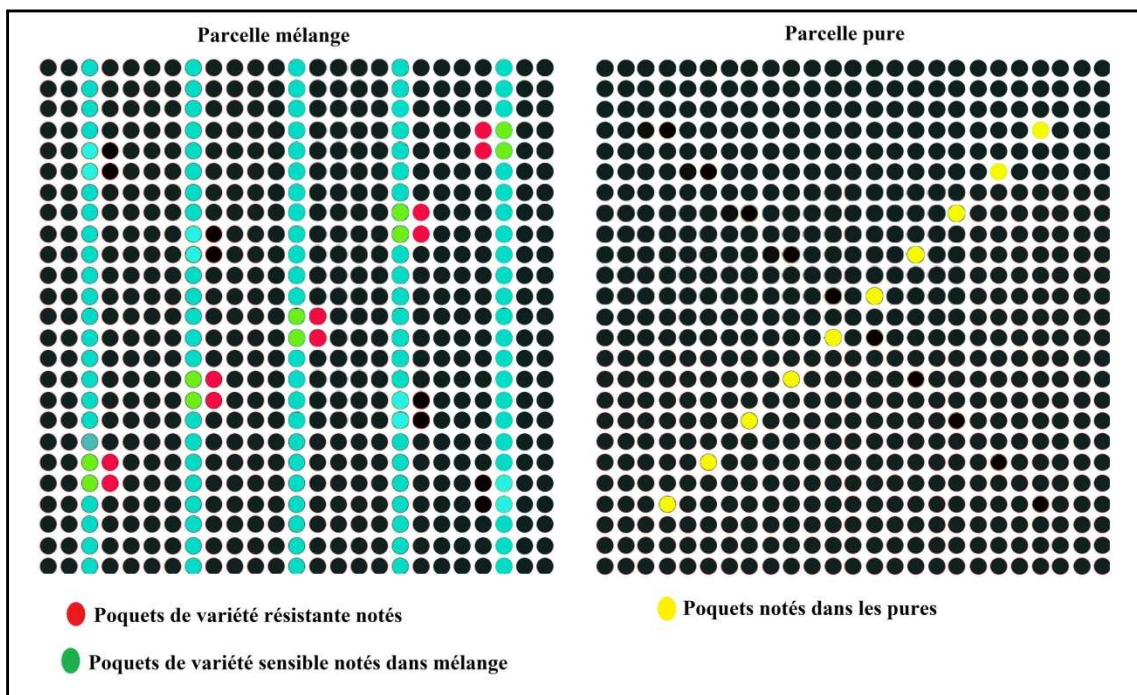 Parcelle mélange
Parcelle pure
Poquets de variété résistante notés
Poquets notés dans les pures
Poquets de variété sensible notés dans mélange